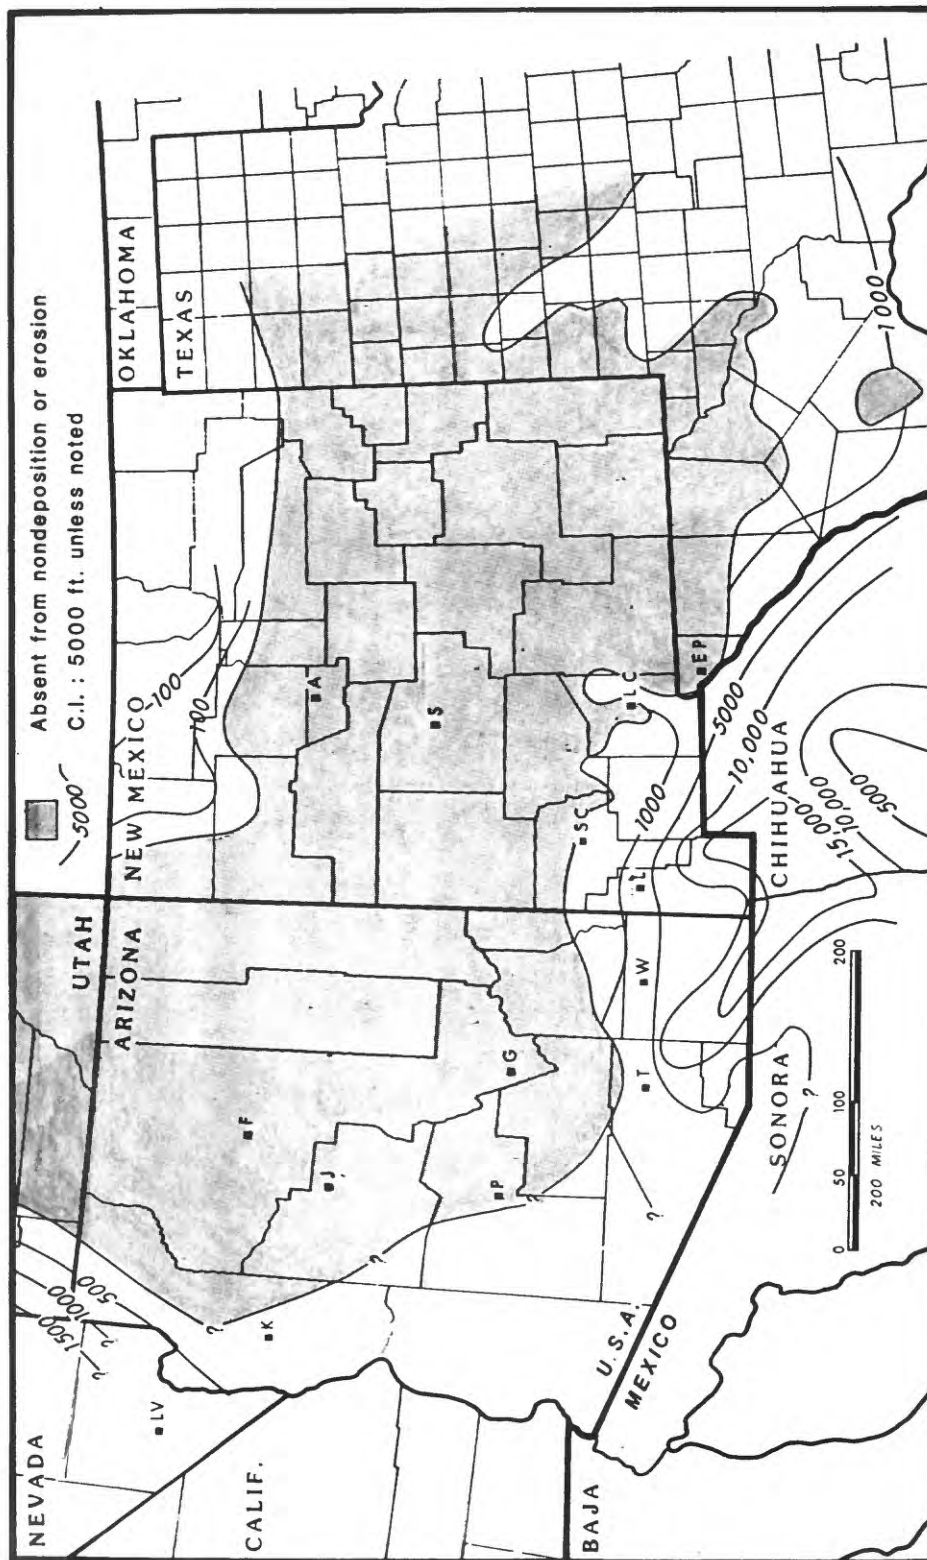 Absent from nondeposition or erosion
5000
C.I. : 5000 ft. unless noted
OKLAHOMA
TEXAS
NEW MEXICO
UTAH
ARIZONA
NEVADA
CALIF.
BAJA
U. S. A.
MEXICO
SONORA
CHIHUAHUA
LV
K
F
J
P
G
T
W
L
SC
S
A
LC
EP
1500
1000
500
?
?
?
?
?
?
?
?
100
100
1000
5000
10,000
15,000
10,000
5000
1000
0
50
100
200
200 MILES